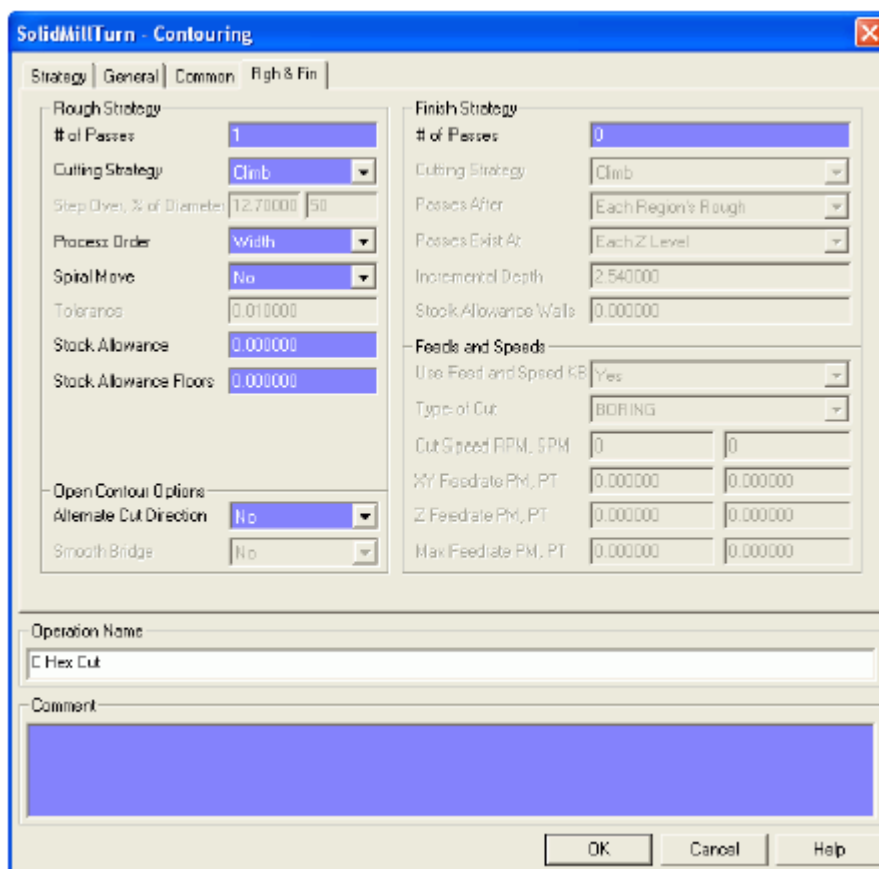 SolidMillTurn - Contouring
Strategy General Common Rgh & Fin
Rough Strategy
# of Passes 1
Cutting Strategy Climb
Step Over, % of Diameter 12.70000 50
Process Order Width
Spiral Move No
Tolerance 0.010000
Stock Allowance 0.000000
Stock Allowance Floors 0.000000
Open Contour Options
Alternate Cut Direction No
Smooth Bridge No
Finish Strategy
# of Passes 0
Cutting Strategy Climb
Passes After Each Region's Rough
Passes Exist At Each Z Level
Incremental Depth 2.540000
Stock Allowance Walls 0.000000
Feeds and Speeds
Use Feed and Speed KB Yes
Type of Cut BORING
Cut Speed RPM, SPM 0 0
XY Feedrate PM, PT 0.000000 0.000000
Z Feedrate PM, PT 0.000000 0.000000
Max Feedrate PM, PT 0.000000 0.000000
Operation Name
C Hex Cut
Comment
OK Cancel Help